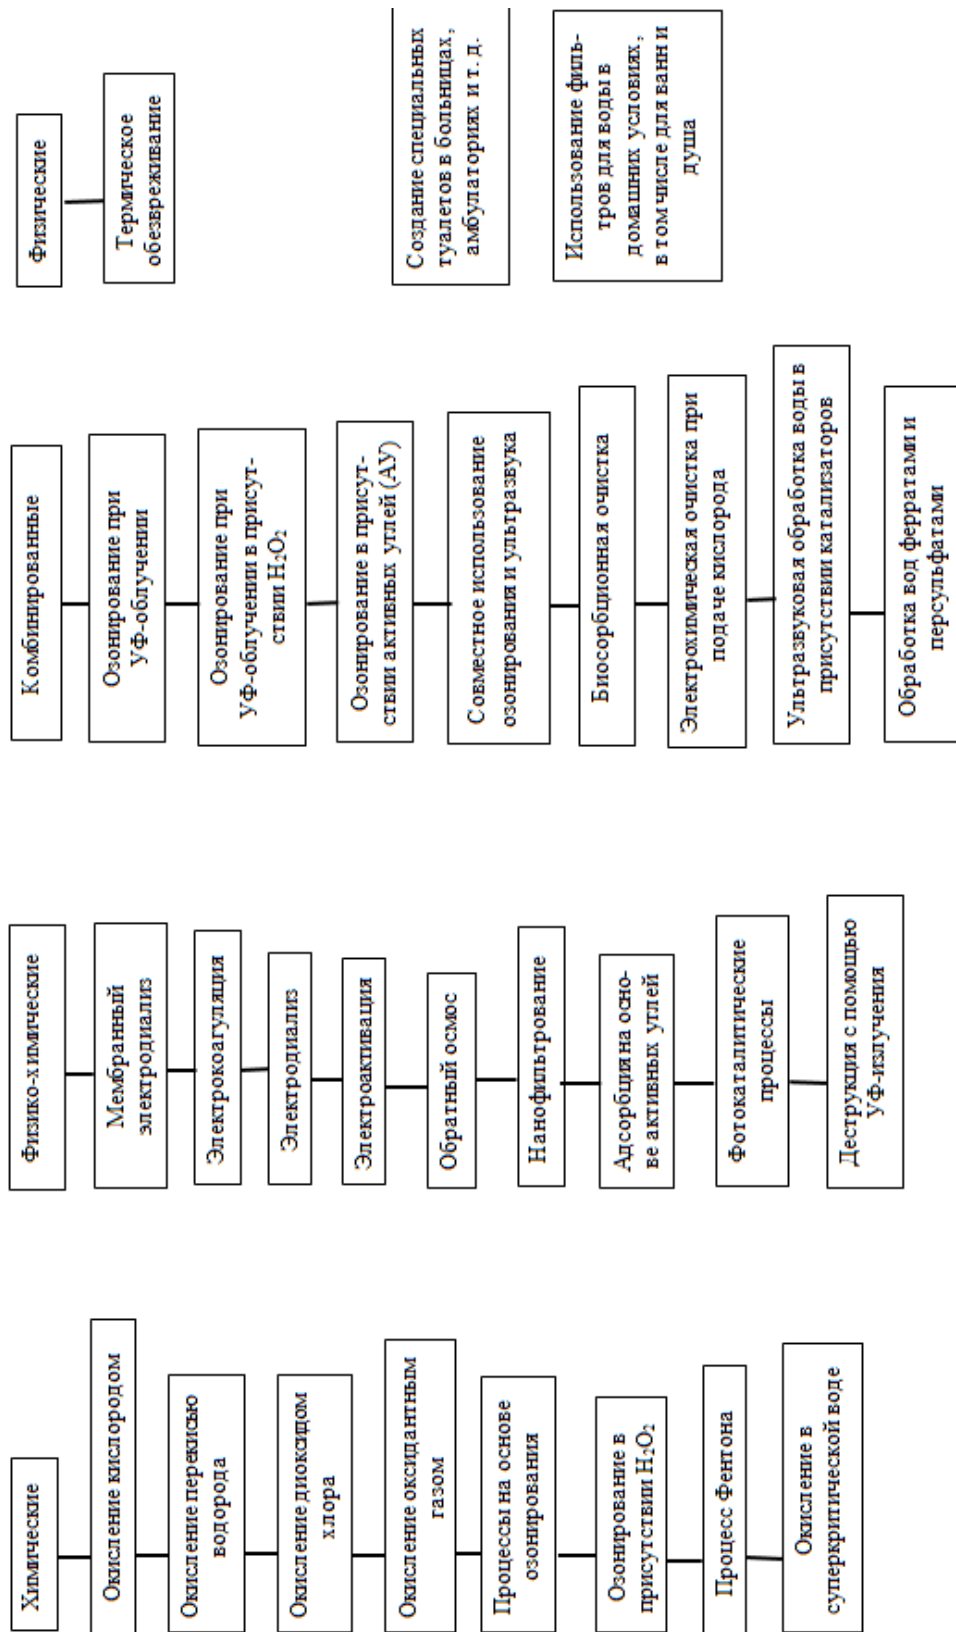 Химические
Окисление кислородом
Окисление перекисью
водорода
Окисление диоксидом
хлора
Окисление оксидантным
газом
Процессы на основе
озонирования
Озонирование в
присутствии H₂O₂
Процесс Фентона
Окисление в
суперкритической воде
Физико-химические
Мембранный
электродиализ
Электрокоагуляция
Электродиализ
Электроактивация
Обратный осмос
Нанофильтрование
Адсорбция на осно-
ве активных углей
Фотокаталитические
процессы
Деструкция с помощью
УФ-излучения
Комбинированные
Озонирование при
УФ-облучении
Озонирование при
УФ-облучении в присут-
ствии H₂O₂
Озонирование в присут-
ствии активных углей (АУ)
Совместное использование
озонирования и ультразвука
Биосорбционная очистка
Электрохимическая очистка при
подаче кислорода
Ультразвуковая обработка воды в
присутствии катализаторов
Обработка вод ферратами и
персульфатами
Физические
Термическое
обезвреживание
Создание специальных
туалетов в больницах,
амбулаториях и т. д.
Использование филь-
тров для воды в
домашних условиях,
в том числе для ванн и
душа